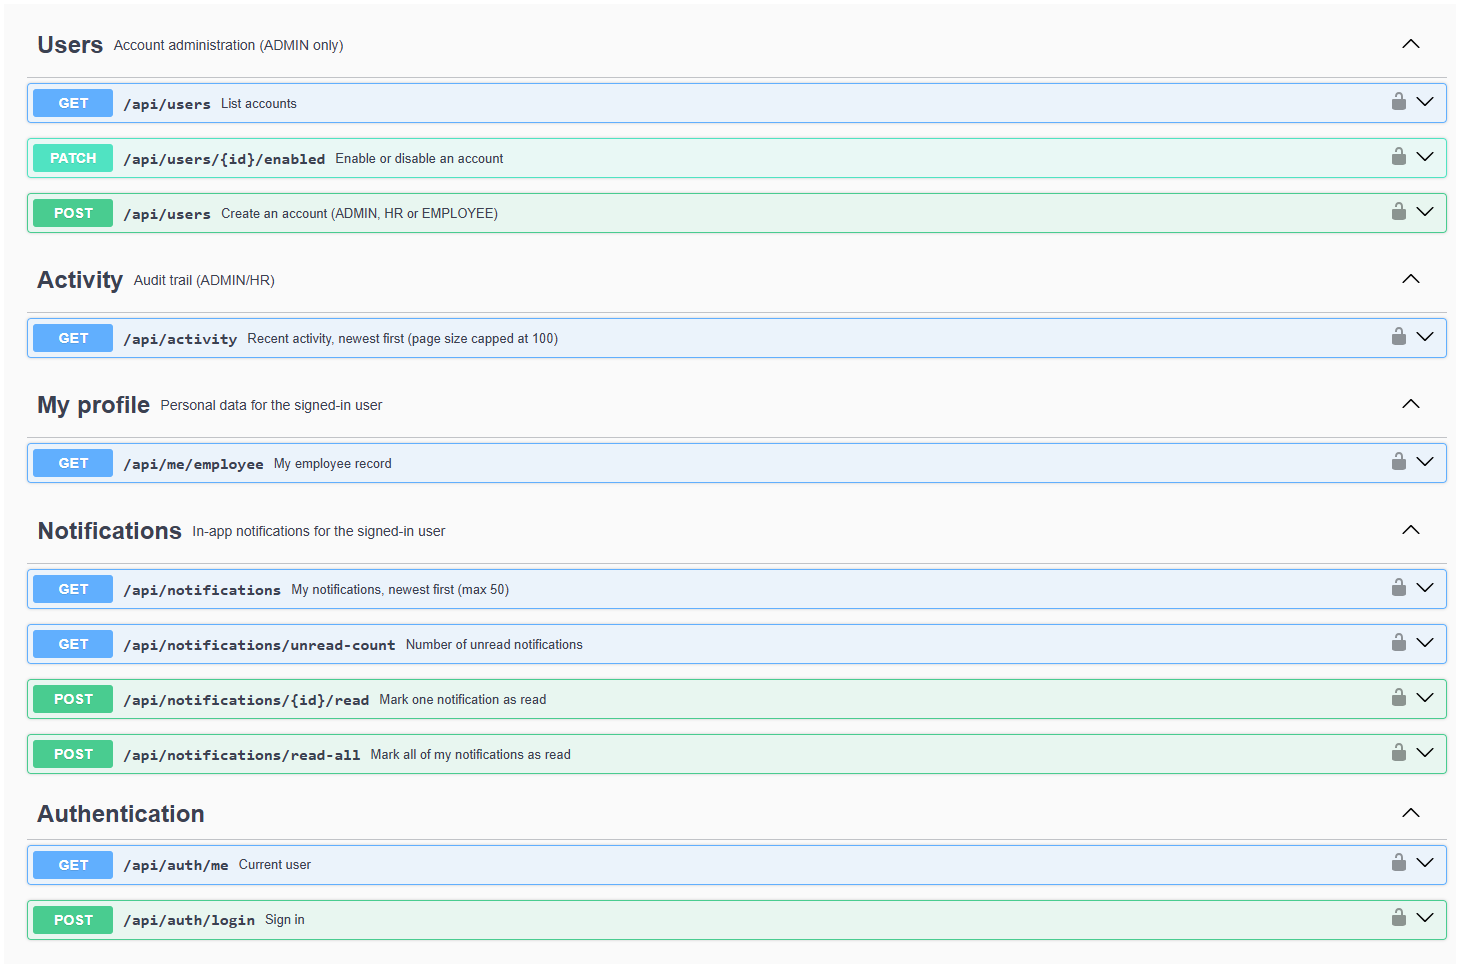 Users Account administration (ADMIN only)
GET /api/users List accounts
PATCH /api/users/{id}/enabled Enable or disable an account
POST /api/users Create an account (ADMIN, HR or EMPLOYEE)
Activity Audit trail (ADMIN/HR)
GET /api/activity Recent activity, newest first (page size capped at 100)
My profile Personal data for the signed-in user
GET /api/me/employee My employee record
Notifications In-app notifications for the signed-in user
GET /api/notifications My notifications, newest first (max 50)
GET /api/notifications/unread-count Number of unread notifications
POST /api/notifications/{id}/read Mark one notification as read
POST /api/notifications/read-all Mark all of my notifications as read
Authentication
GET /api/auth/me Current user
POST /api/auth/login Sign in